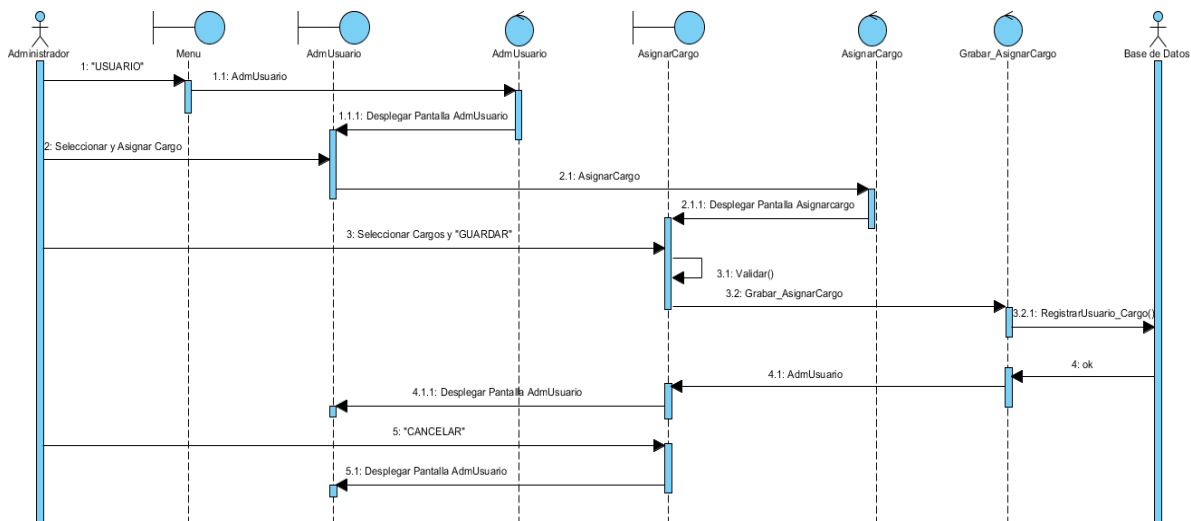 Administrador
Menu
AdmUsuario
AdmUsuario
AsignarCargo
AsignarCargo
Grabar_AsignarCargo
Base de Datos
1: "USUARIO"
1.1: AdmUsuario
1.1.1: Desplegar Pantalla AdmUsuario
2: Seleccionar y Asignar Cargo
2.1: AsignarCargo
2.1.1: Desplegar Pantalla Asignarcargo
3: Seleccionar Cargos y "GUARDAR"
3.1: Validar()
3.2: Grabar_AsignarCargo
3.2.1: RegistrarUsuario_Cargo()
4: ok
4.1: AdmUsuario
4.1.1: Desplegar Pantalla AdmUsuario
5: "CANCELAR"
5.1: Desplegar Pantalla AdmUsuario